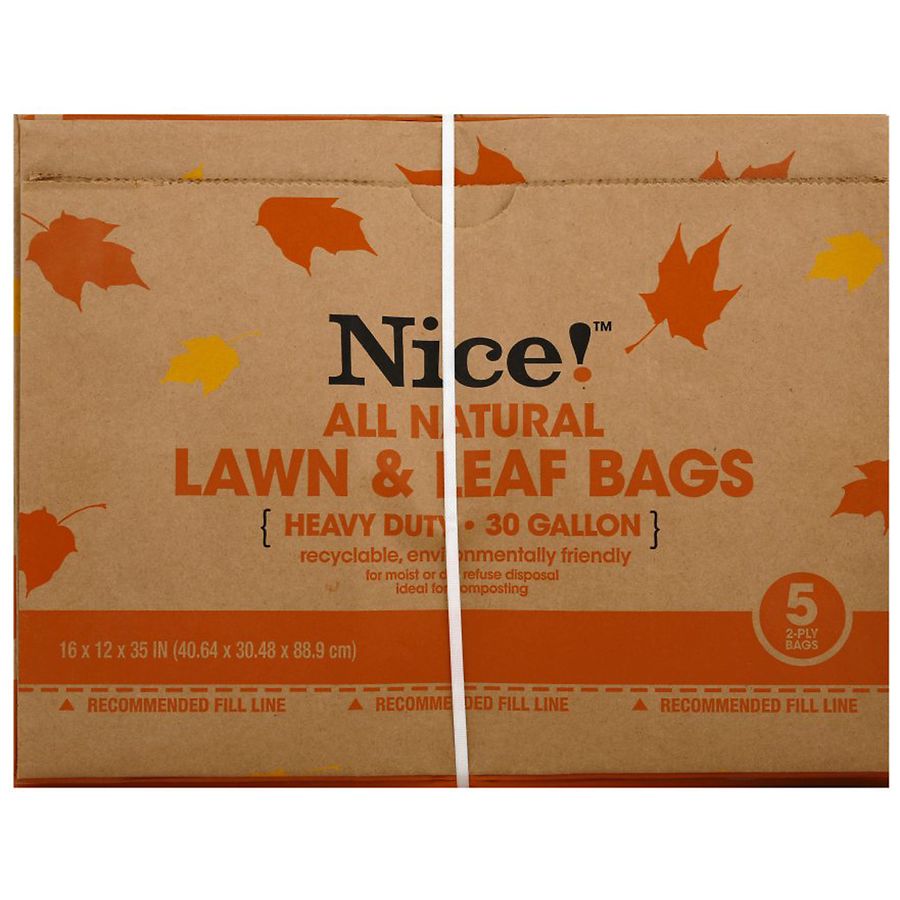 Nice!™
ALL NATURAL
LAWN & LEAF BAGS
{ HEAVY DUTY • 30 GALLON }
recyclable, environmentally friendly
for moist or dry refuse disposal
ideal for composting
5
2-PLY
BAGS
16 x 12 x 35 IN (40.64 x 30.48 x 88.9 cm)
▲ RECOMMENDED FILL LINE ▲ RECOMMENDED FILL LINE ▲ RECOMMENDED FILL LINE